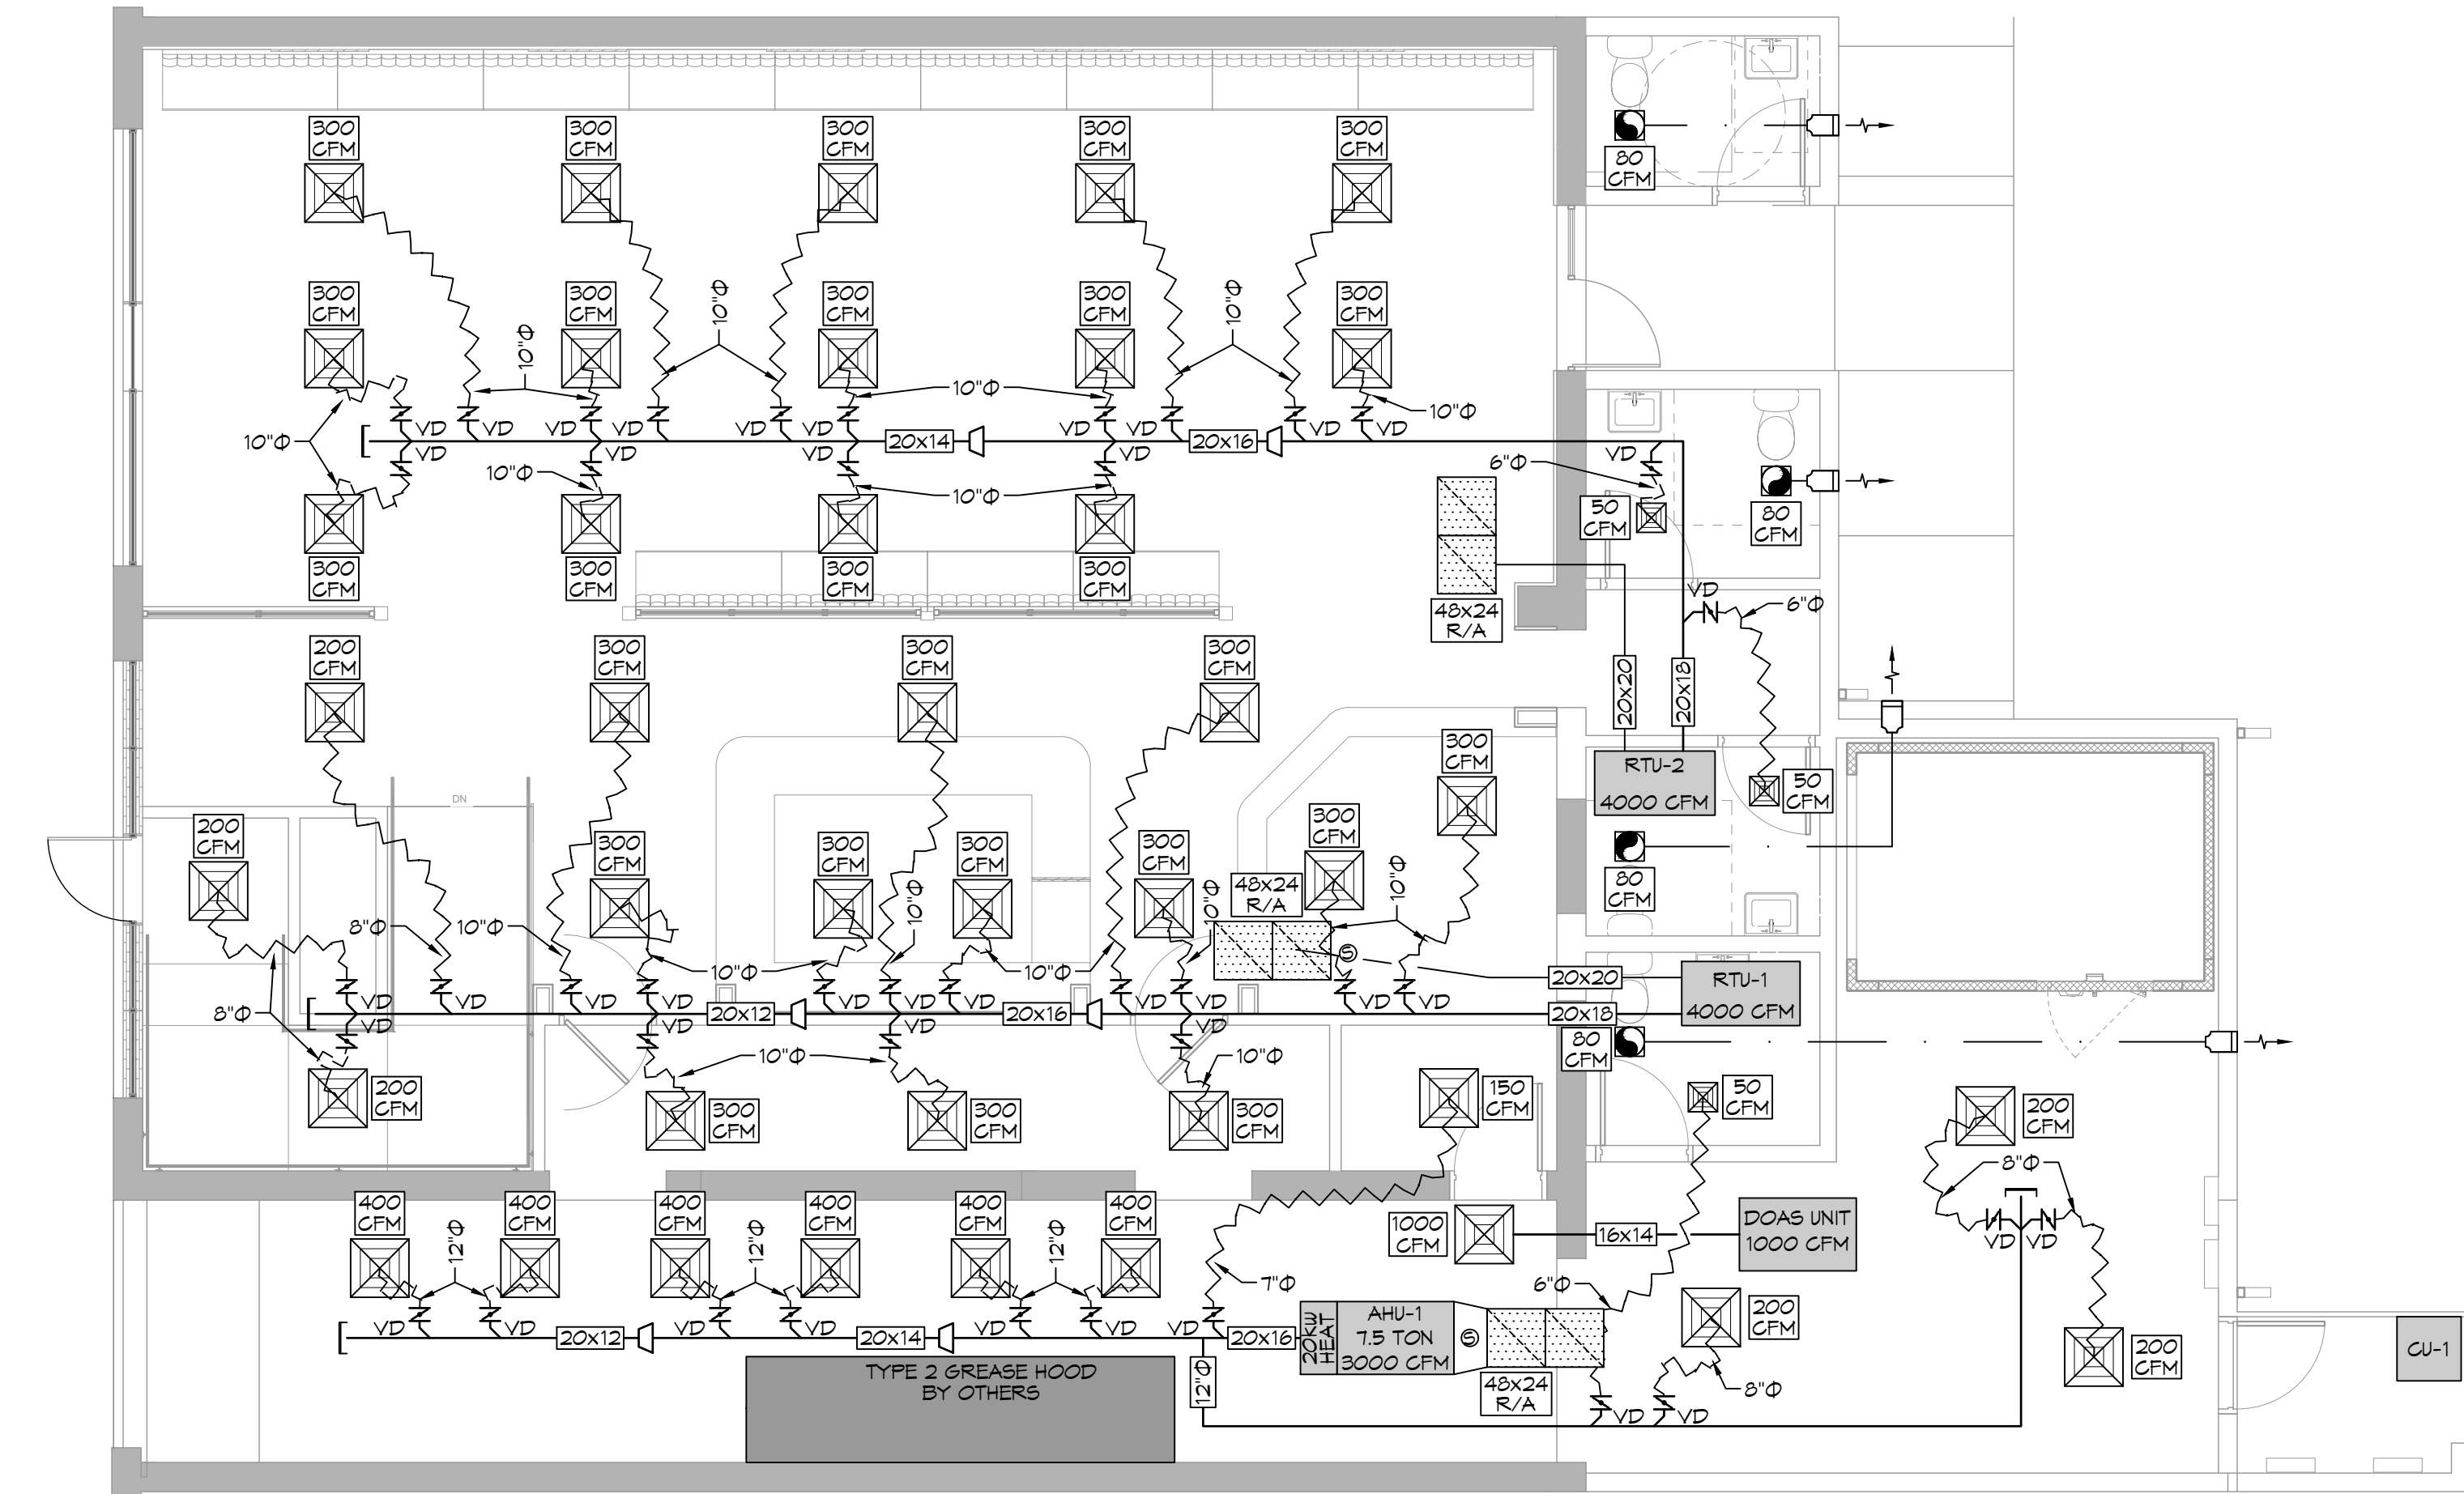 300
CFM
300
CFM
300
CFM
300
CFM
300
CFM
80
CFM
300
CFM
300
CFM
300
CFM
300
CFM
300
CFM
10"Φ
10"Φ
10"Φ
10"Φ
10"Φ
VD
VD
VD
VD
VD
VD
VD
VD
VD
VD
10"Φ
20x14
20x16
VD
VD
VD
VD
VD
10"Φ
10"Φ
6"Φ
50
CFM
80
CFM
300
CFM
300
CFM
300
CFM
300
CFM
48x24
R/A
VD
6"Φ
200
CFM
300
CFM
300
CFM
300
CFM
20x20
20x18
300
CFM
RTU-2
4000 CFM
50
CFM
DN
200
CFM
300
CFM
300
CFM
300
CFM
300
CFM
300
CFM
80
CFM
48x24
R/A
10"Φ
10"Φ
10"Φ
8"Φ
10"Φ
10"Φ
10"Φ
S
20x20
RTU-1
4000 CFM
VD
VD
VD
VD
VD
VD
VD
VD
VD
VD
VD
8"Φ
20x12
20x16
20x18
VD
VD
VD
VD
80
CFM
10"Φ
10"Φ
200
CFM
300
CFM
300
CFM
300
CFM
150
CFM
50
CFM
200
CFM
8"Φ
400
CFM
400
CFM
400
CFM
400
CFM
400
CFM
400
CFM
12"Φ
12"Φ
12"Φ
1000
CFM
16x14
DOAS UNIT
1000 CFM
VD
VD
7"Φ
6"Φ
200
CFM
VD
VD
VD
VD
VD
VD
20x12
20x14
20x16
20KW
HEAT
AHU-1
7.5 TON
3000 CFM
S
200
CFM
CU-1
TYPE 2 GREASE HOOD
BY OTHERS
12"Φ
48x24
R/A
8"Φ
VD
VD